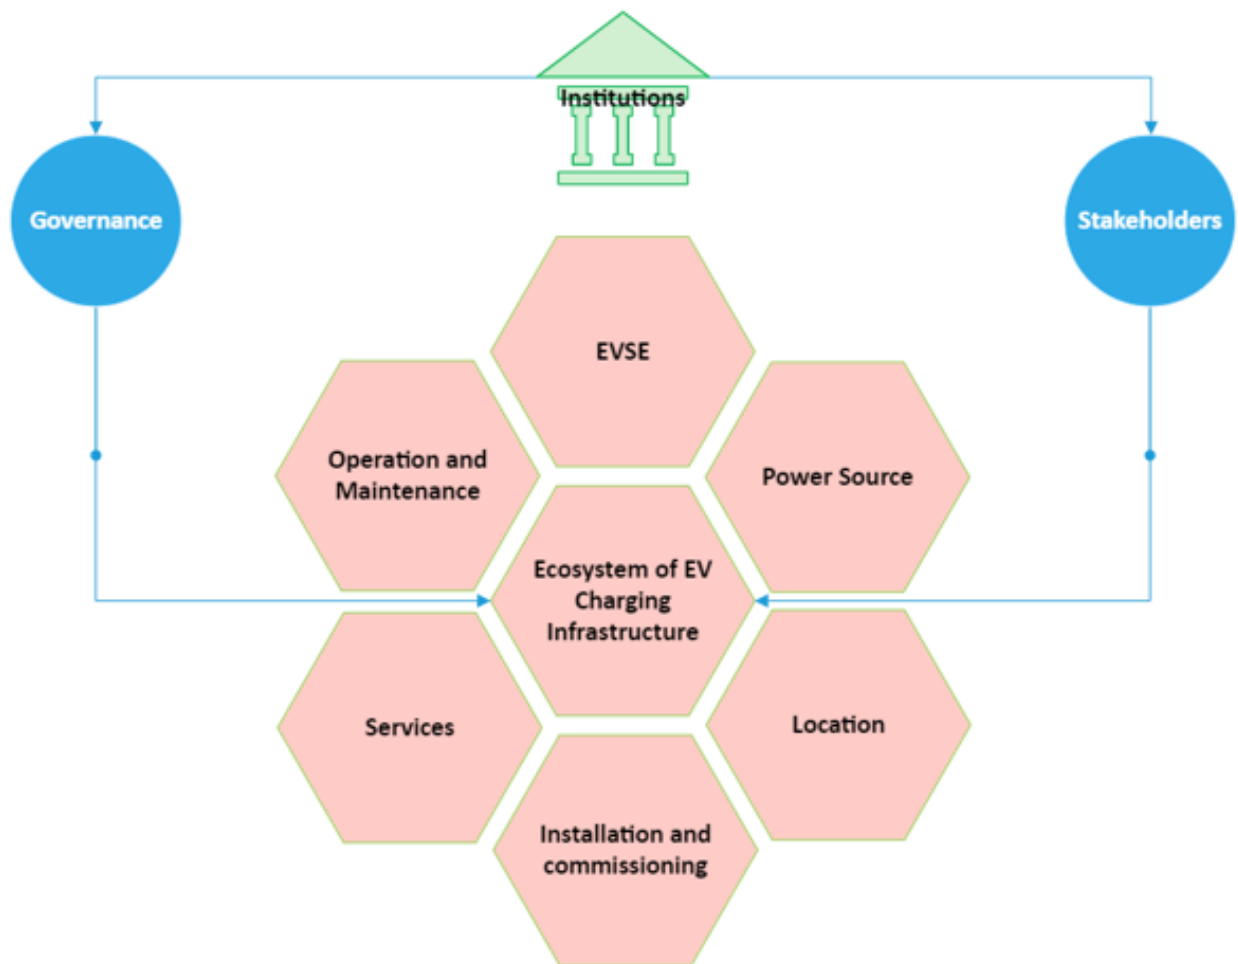 Institutions
Governance
Stakeholders
EVSE
Operation and
Maintenance
Power Source
Ecosystem of EV
Charging
Infrastructure
Services
Location
Installation and
commissioning